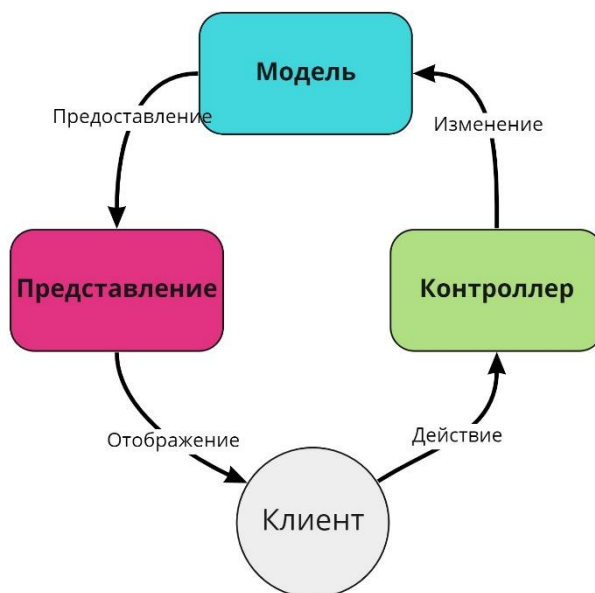 Модель
Предоставление
Изменение
Представление
Контроллер
Отображение
Действие
Клиент